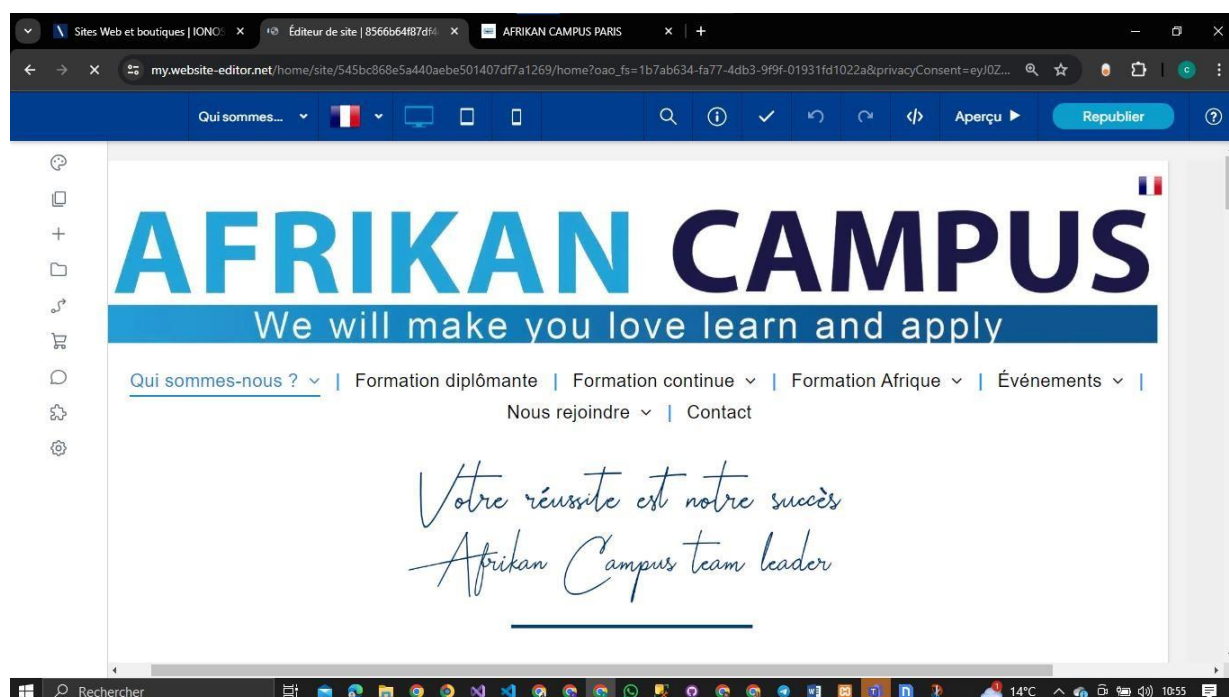 Sites Web et boutiques | IONOS
Éditeur de site | 8566b64f87df4
AFRIKAN CAMPUS PARIS
my.website-editor.net/home/site/545bc868e5a440aebe501407df7a1269/home?oao_fs=1b7ab634-fa77-4db3-9f9f-01931fd1022a&privacyConsent=eyJ0Z...
C
Qui sommes...
Aperçu
Republier
AFRIKAN CAMPUS
We will make you love learn and apply
Qui sommes-nous ? | Formation diplômante | Formation continue | Formation Afrique | Événements |
Nous rejoindre | Contact
Votre réussite est notre succès
Afrikan Campus team leader
Rechercher
14°C
10:55